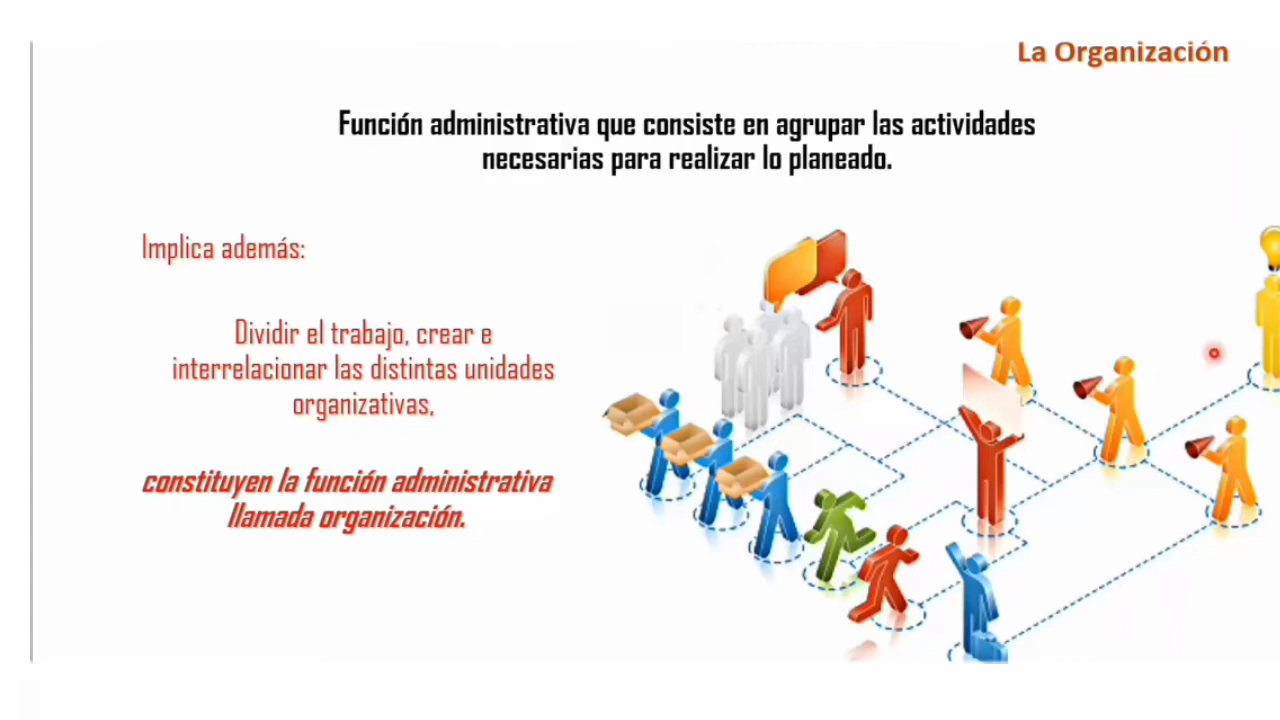 La Organización
Función administrativa que consiste en agrupar las actividades
necesarias para realizar lo planeado.
Implica además:
Dividir el trabajo, crear e
interrelacionar las distintas unidades
organizativas,
constituyen la función administrativa
llamada organización.